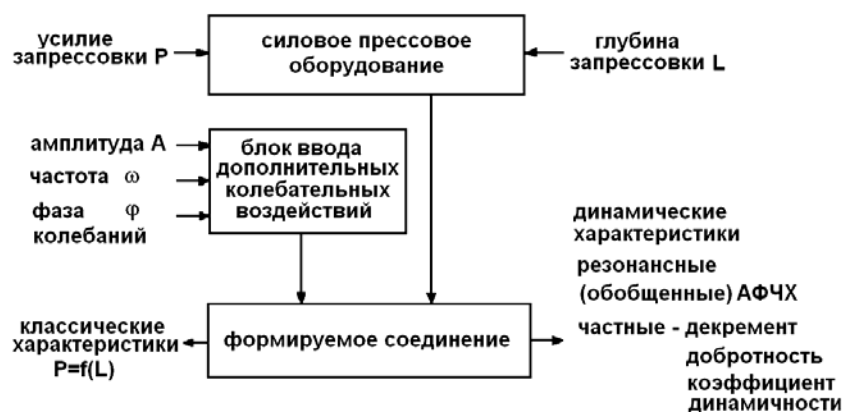 усилие
запрессовки P
силовое прессовое
оборудование
глубина
запрессовки L
амплитуда A
частота ω
фаза φ
колебаний
блок ввода
дополнительных
колебательных
воздействий
динамические
характеристики
резонансные
(обобщенные) АФЧХ
частные - декремент
добротность
коэффициент
динамичности
классические
характеристики
P=f(L)
формируемое соединение